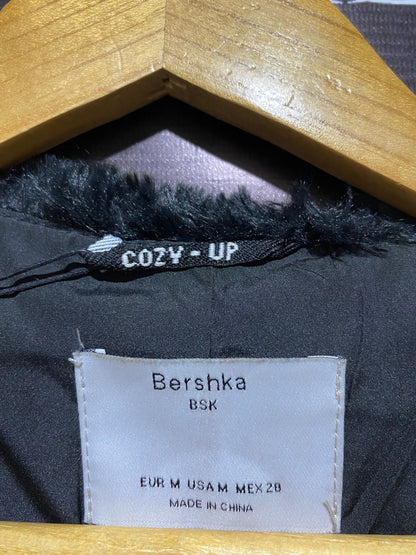 COZY - UP
Bershka
BSK
EUR M USA M MEX 28
MADE IN CHINA